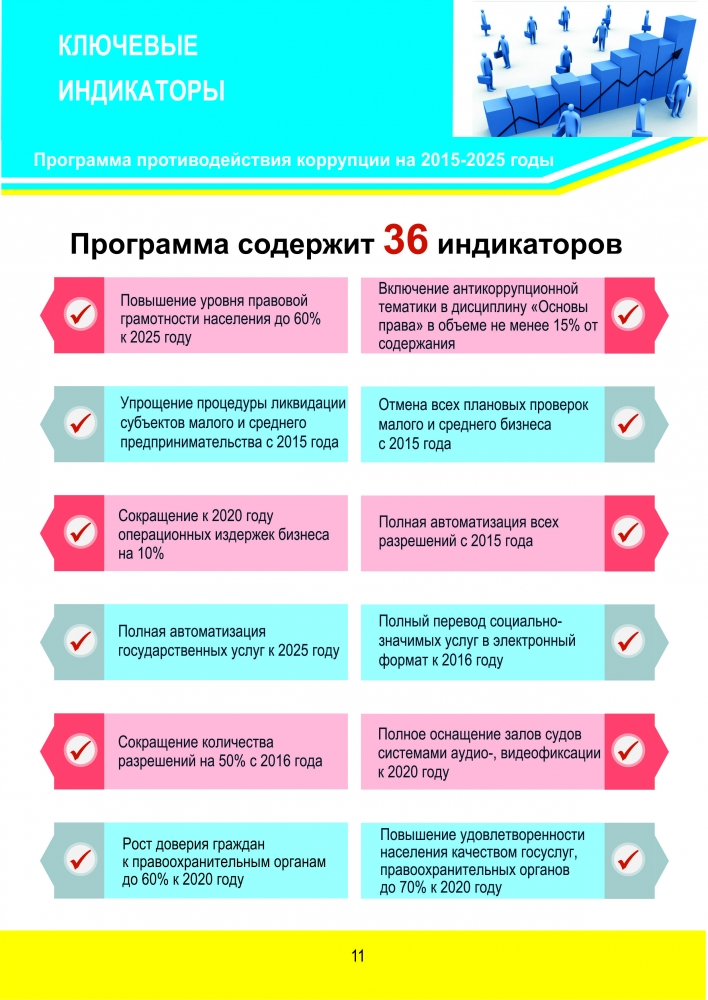 КЛЮЧЕВЫЕ
ИНДИКАТОРЫ
Программа противодействия коррупции на 2015-2025 годы
Программа содержит 36 индикаторов
Повышение уровня правовой
грамотности населения до 60%
к 2025 году
Включение антикоррупционной
тематики в дисциплину «Основы
права» в объеме не менее 15% от
содержания
Упрощение процедуры ликвидации
субъектов малого и среднего
предпринимательства с 2015 года
Отмена всех плановых проверок
малого и среднего бизнеса
с 2015 года
Сокращение к 2020 году
операционных издержек бизнеса
на 10%
Полная автоматизация всех
разрешений с 2015 года
Полная автоматизация
государственных услуг к 2025 году
Полный перевод социально-
значимых услуг в электронный
формат к 2016 году
Сокращение количества
разрешений на 50% с 2016 года
Полное оснащение залов судов
системами аудио-, видеофиксации
к 2020 году
Рост доверия граждан
к правоохранительным органам
до 60% к 2020 году
Повышение удовлетворенности
населения качеством госуслуг,
правоохранительных органов
до 70% к 2020 году
11